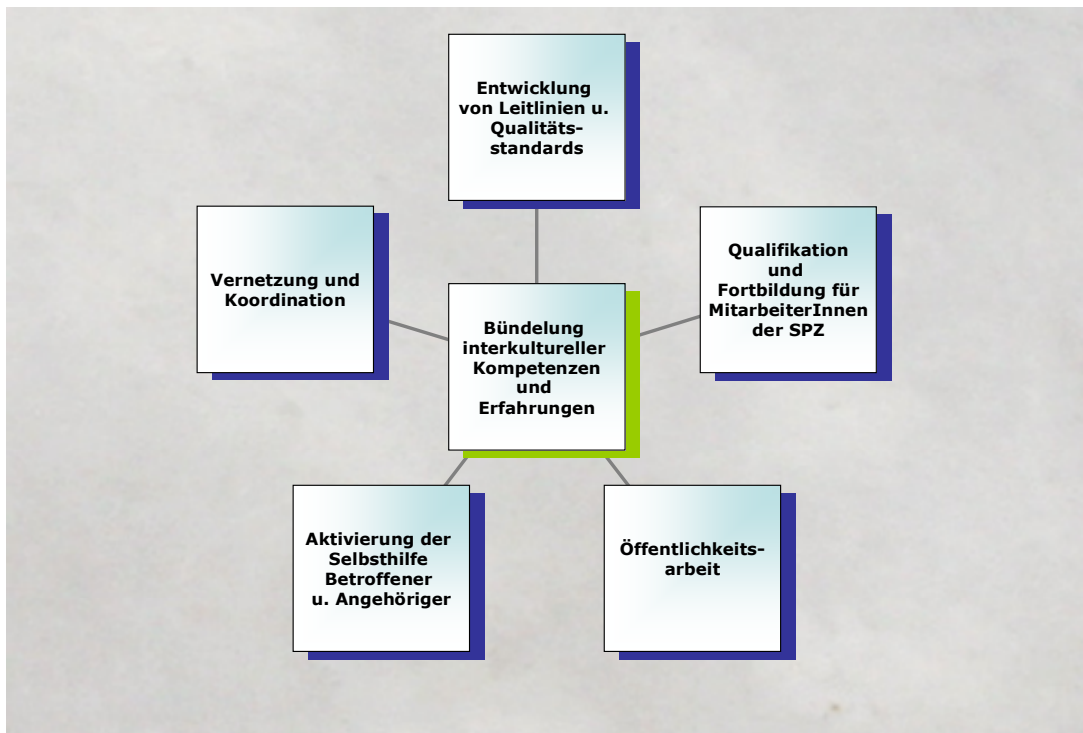 Entwicklung
von Leitlinien u.
Qualitäts-
standards
Vernetzung und
Koordination
Qualifikation
und
Fortbildung für
MitarbeiterInnen
der SPZ
Bündelung
interkultureller
Kompetenzen
und
Erfahrungen
Aktivierung der
Selbsthilfe
Betroffener
u. Angehöriger
Öffentlichkeits-
arbeit